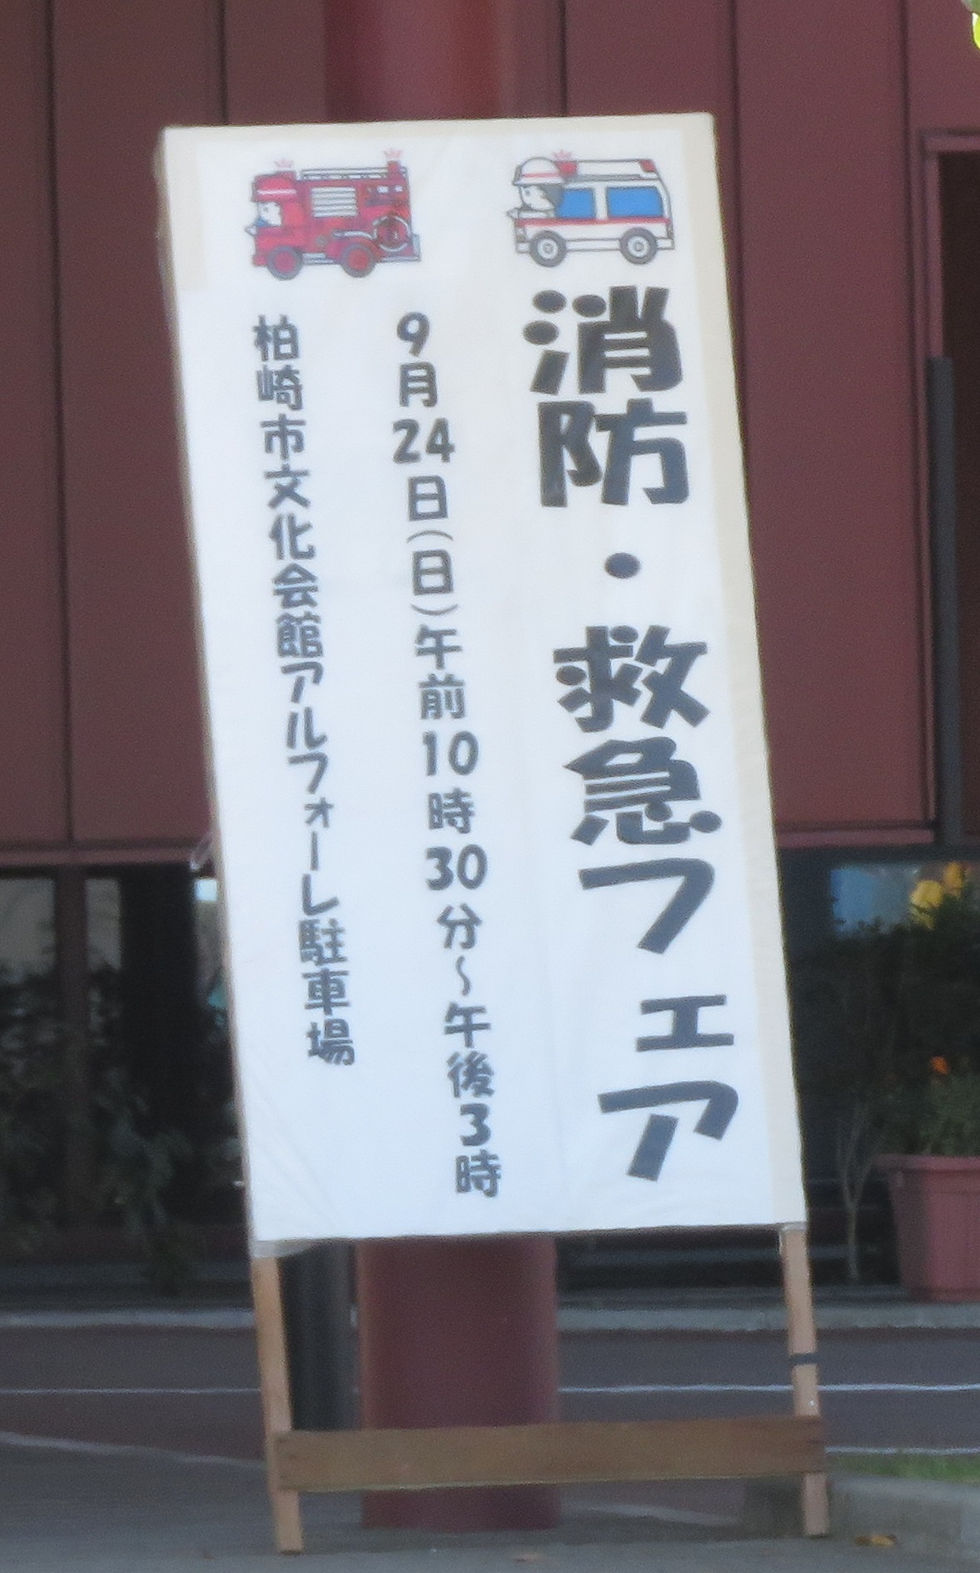 消防・救急フェア
9月24日(日)午前10時30分～午後3時
柏崎市文化会館アルフォーレ駐車場